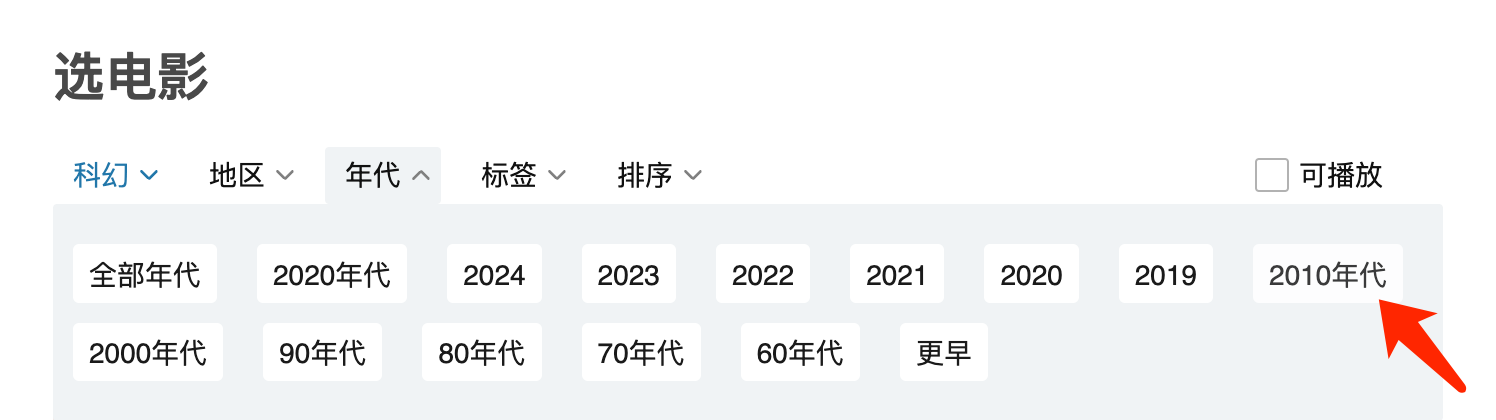 选电影
科幻 地区 年代 标签 排序 可播放
全部年代 2020年代 2024 2023 2022 2021 2020 2019 2010年代
2000年代 90年代 80年代 70年代 60年代 更早